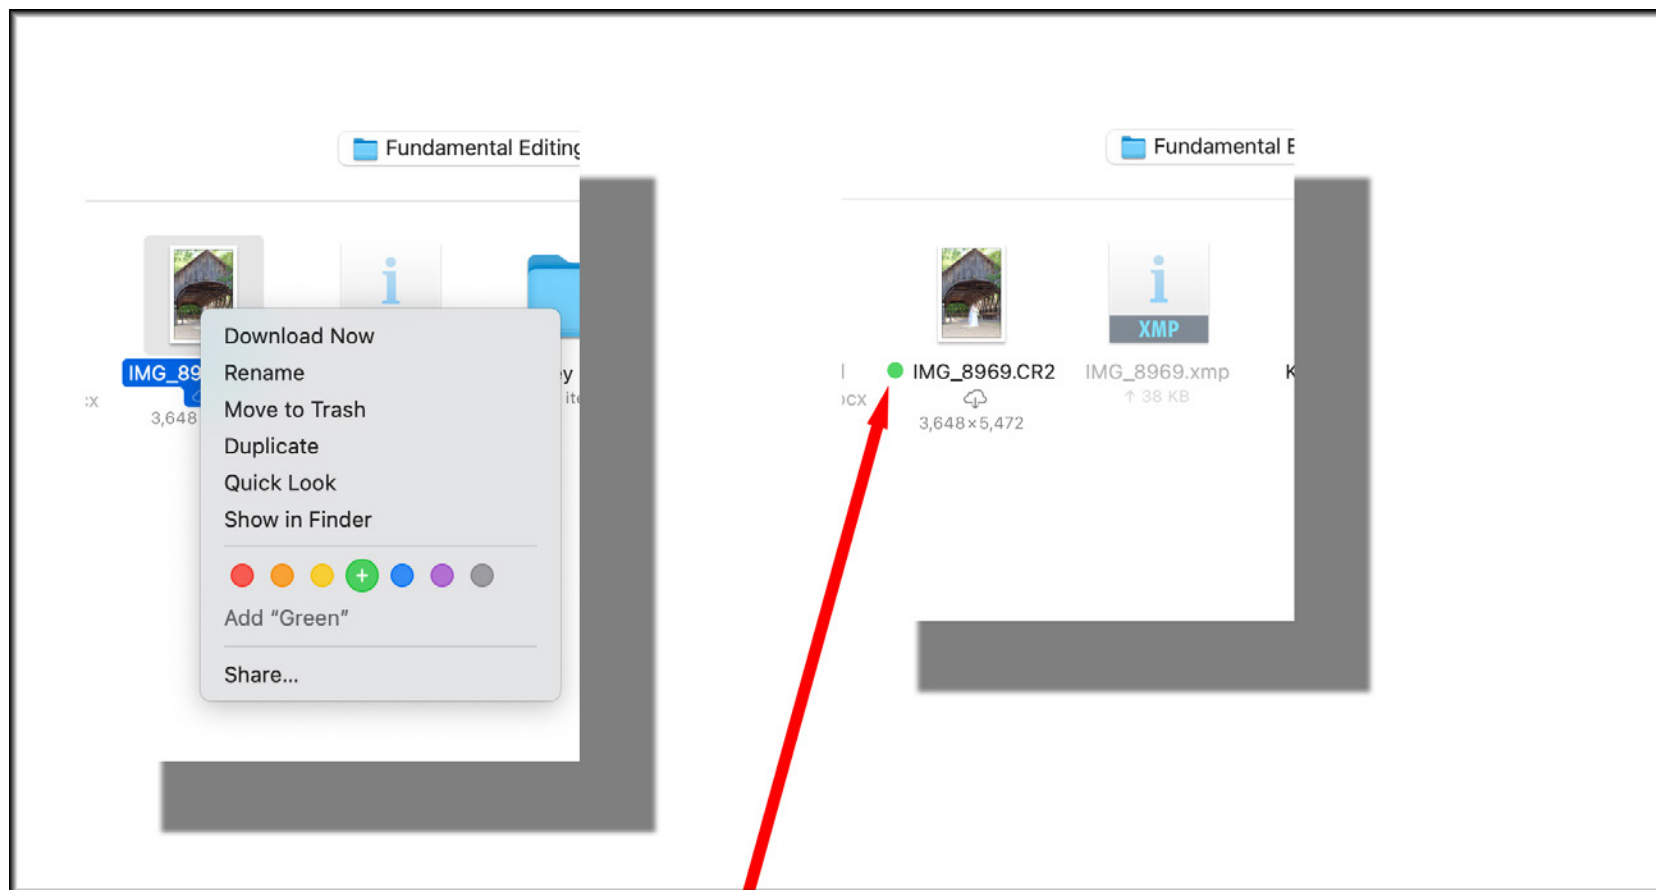 Fundamental Editing
IMG_89
3,648
Download Now
Rename
Move to Trash
Duplicate
Quick Look
Show in Finder
Add “Green”
Share...
Fundamental E
IMG_8969.CR2
3,648×5,472
XMP
IMG_8969.xmp
↑ 38 KB
K